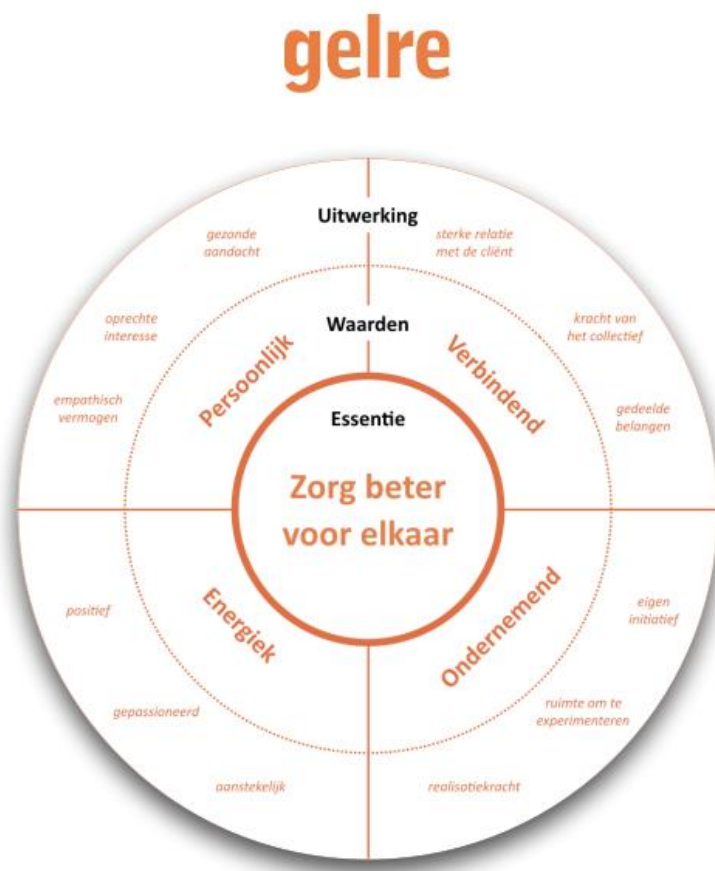 gelre
Uitwerking
gezonde
aandacht
sterke relatie
met de cliënt
oprechte
interesse
Waarden
kracht van
het collectief
Persoonlijk
Verbindend
empathisch
vermogen
gedeelde
belangen
Essentie
Zorg beter
voor elkaar
Energiek
Ondernemend
positief
eigen
initiatief
gepassioneerd
ruimte om te
experimenteren
aanstekelijk
realisatiekracht